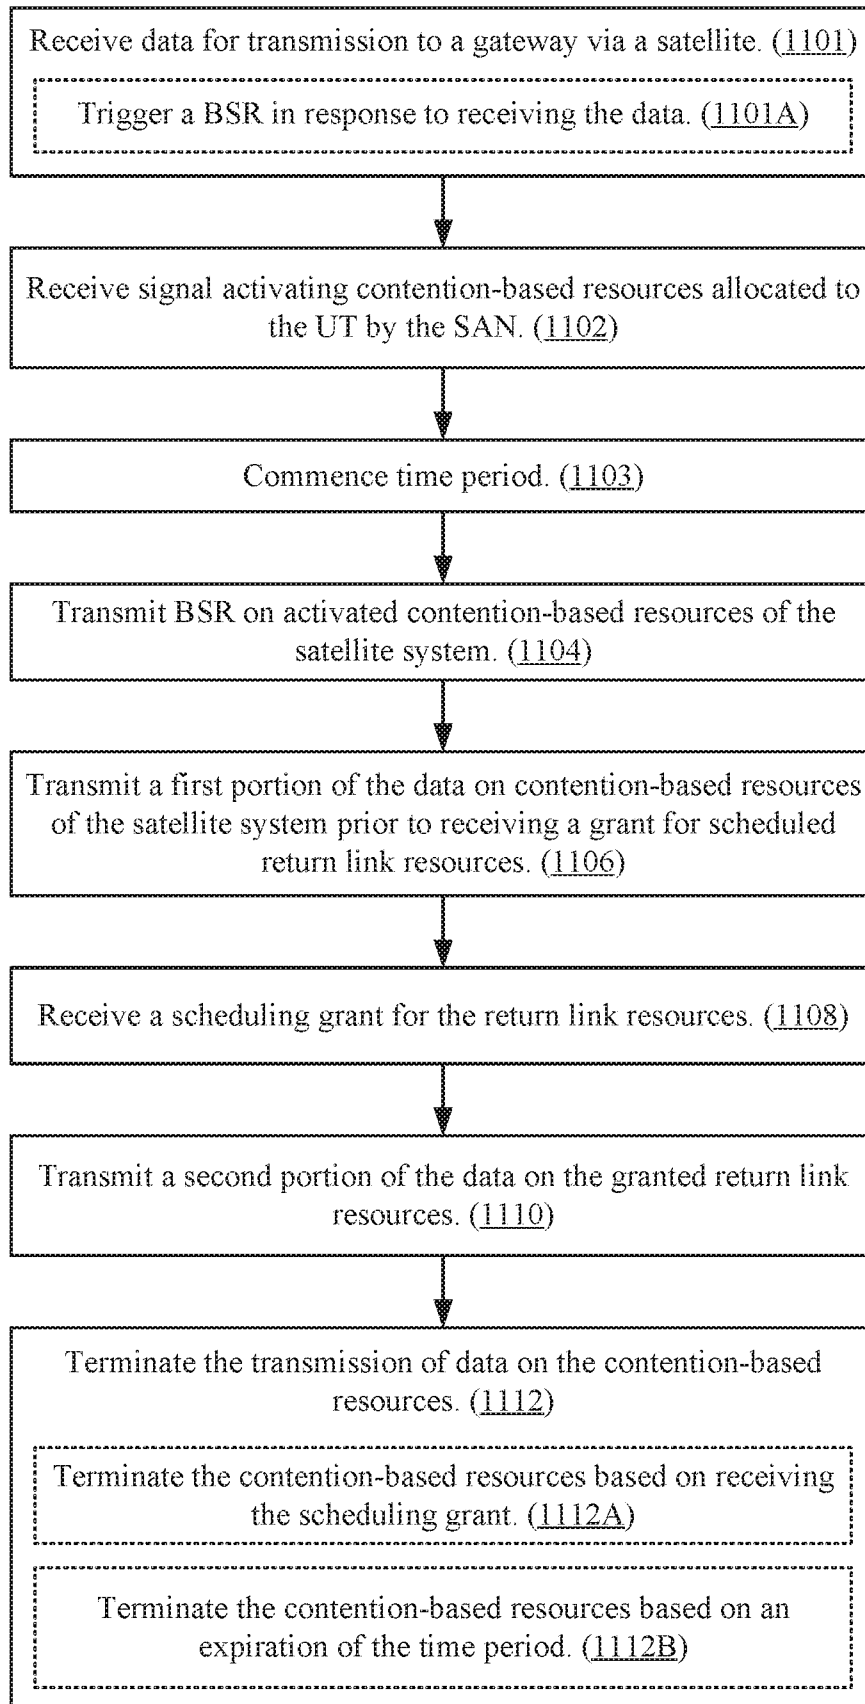 Receive data for transmission to a gateway via a satellite. (1101)
Trigger a BSR in response to receiving the data. (1101A)
Receive signal activating contention-based resources allocated to
the UT by the SAN. (1102)
Commence time period. (1103)
Transmit BSR on activated contention-based resources of the
satellite system. (1104)
Transmit a first portion of the data on contention-based resources
of the satellite system prior to receiving a grant for scheduled
return link resources. (1106)
Receive a scheduling grant for the return link resources. (1108)
Transmit a second portion of the data on the granted return link
resources. (1110)
Terminate the transmission of data on the contention-based
resources. (1112)
Terminate the contention-based resources based on receiving
the scheduling grant. (1112A)
Terminate the contention-based resources based on an
expiration of the time period. (1112B)